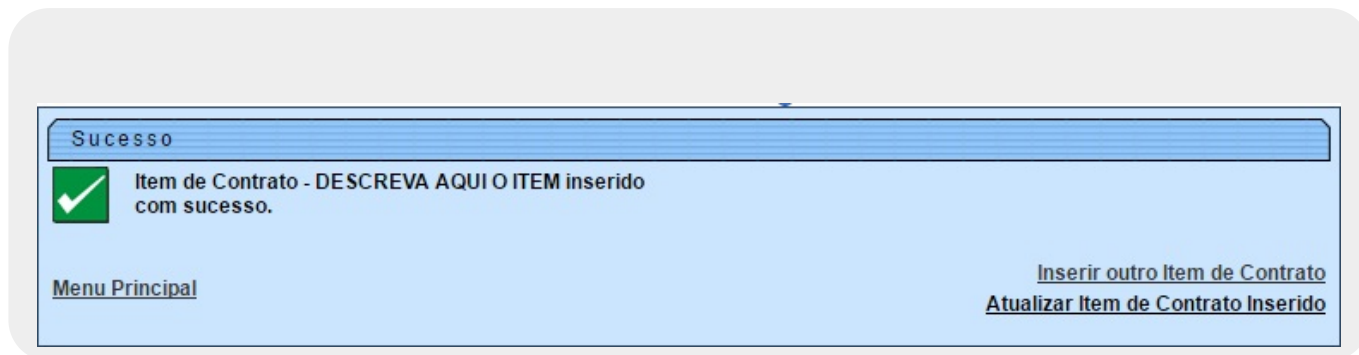 Sucesso
Item de Contrato - DESCREVA AQUI O ITEM inserido
com sucesso.
Menu Principal
Inserir outro Item de Contrato
Atualizar Item de Contrato Inserido